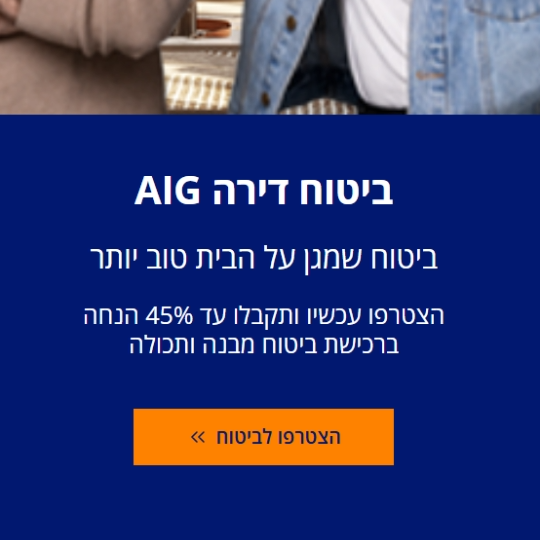 ביטוח דירה AIG
ביטוח שמגן על הבית טוב יותר
הצטרפו עכשיו ותקבלו עד 45% הנחה
ברכישת ביטוח מבנה ותכולה
הצטרפו לביטוח »